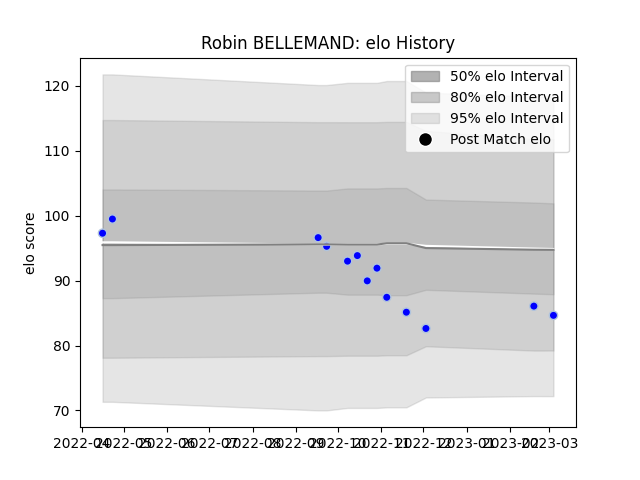 Robin BELLEMAND: elo History
50% elo Interval
80% elo Interval
95% elo Interval
Post Match elo
elo score
120
110
100
90
80
70
2022-04 2022-05 2022-06 2022-07 2022-08 2022-09 2022-10 2022-11 2022-12 2023-01 2023-02 2023-03